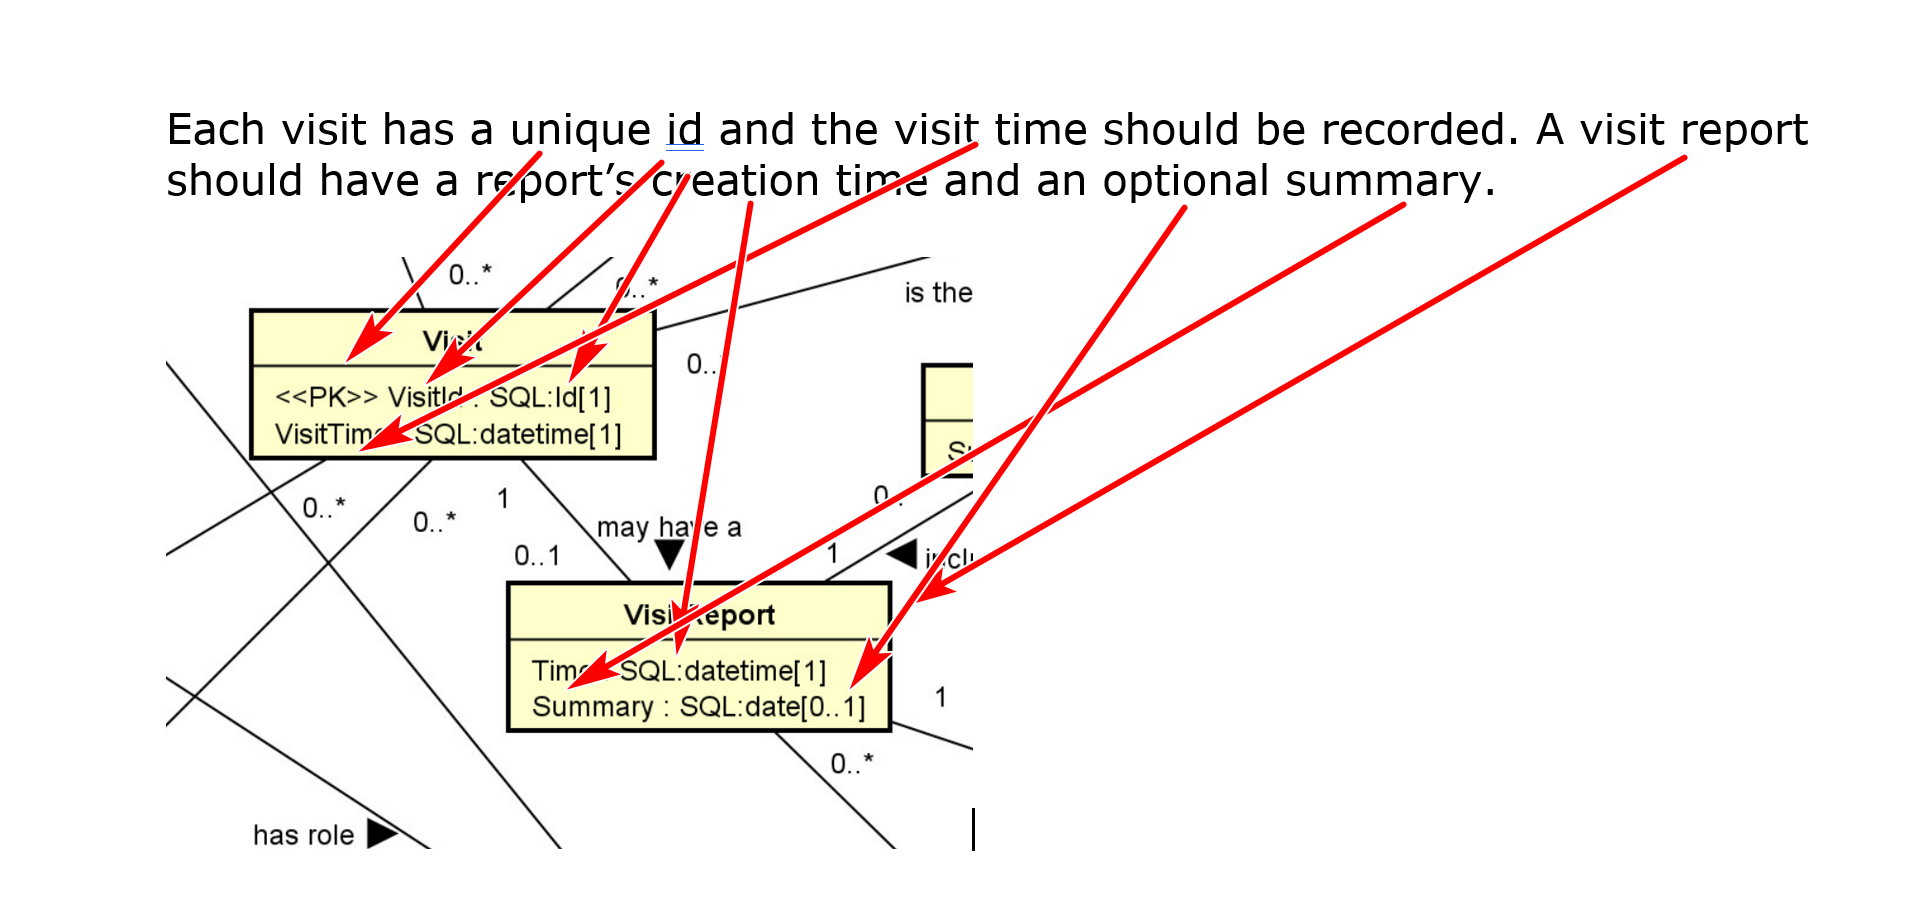 Each visit has a unique id and the visit time should be recorded. A visit report
should have a report’s creation time and an optional summary.
0..*
0..*
is the
Visit
0..
<<PK>> VisitId : SQL:Id[1]
VisitTime : SQL:datetime[1]
0..*
0..*
1
may have a
0..1
1
VisitReport
Time : SQL:datetime[1]
Summary : SQL:date[0..1]
1
0..*
has role